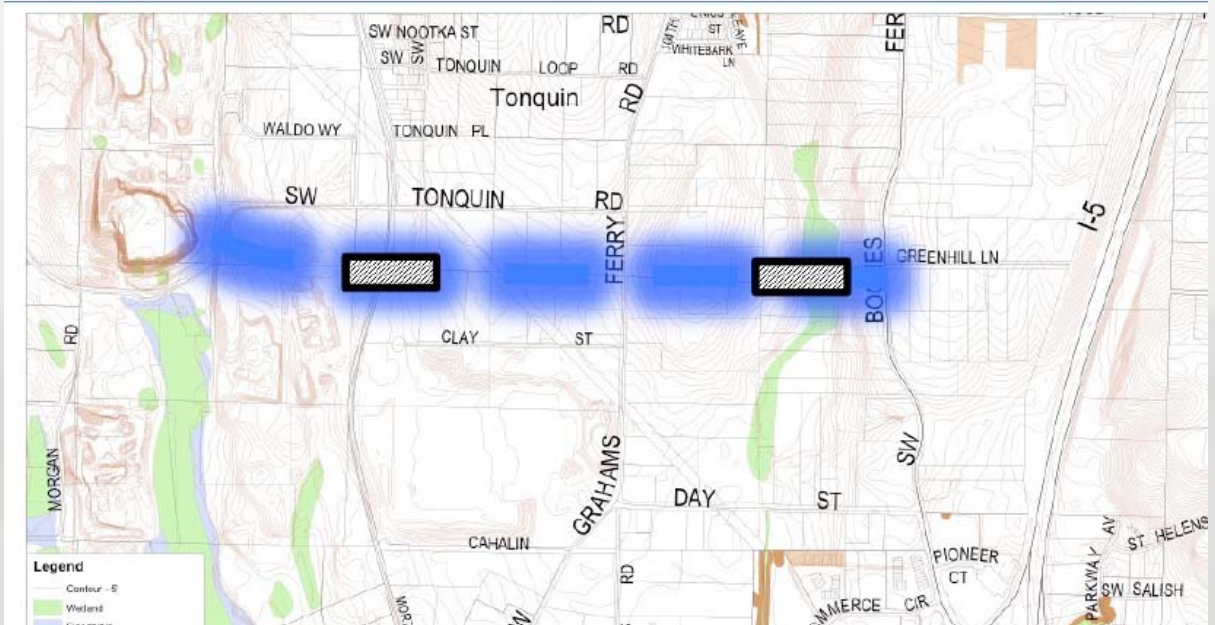 SW NOOTKA ST
RD
FER
ST
WHITEBARK
LN
SW
SW
TONQUIN LOOP RD
Tonquin
RD
WALDO WY
TONQUIN PL
SW TONQUIN RD
I-5
FERRY
GREENHILL LN
CLAY ST
RD
MORGAN
GRAHAMS
SW
DAY ST
CAHALIN
RD
PIONEER
CT
AV
ST HELENS
PARKWAY
SW SALISH
CIR
Legend
Contour - 5'
Wetland